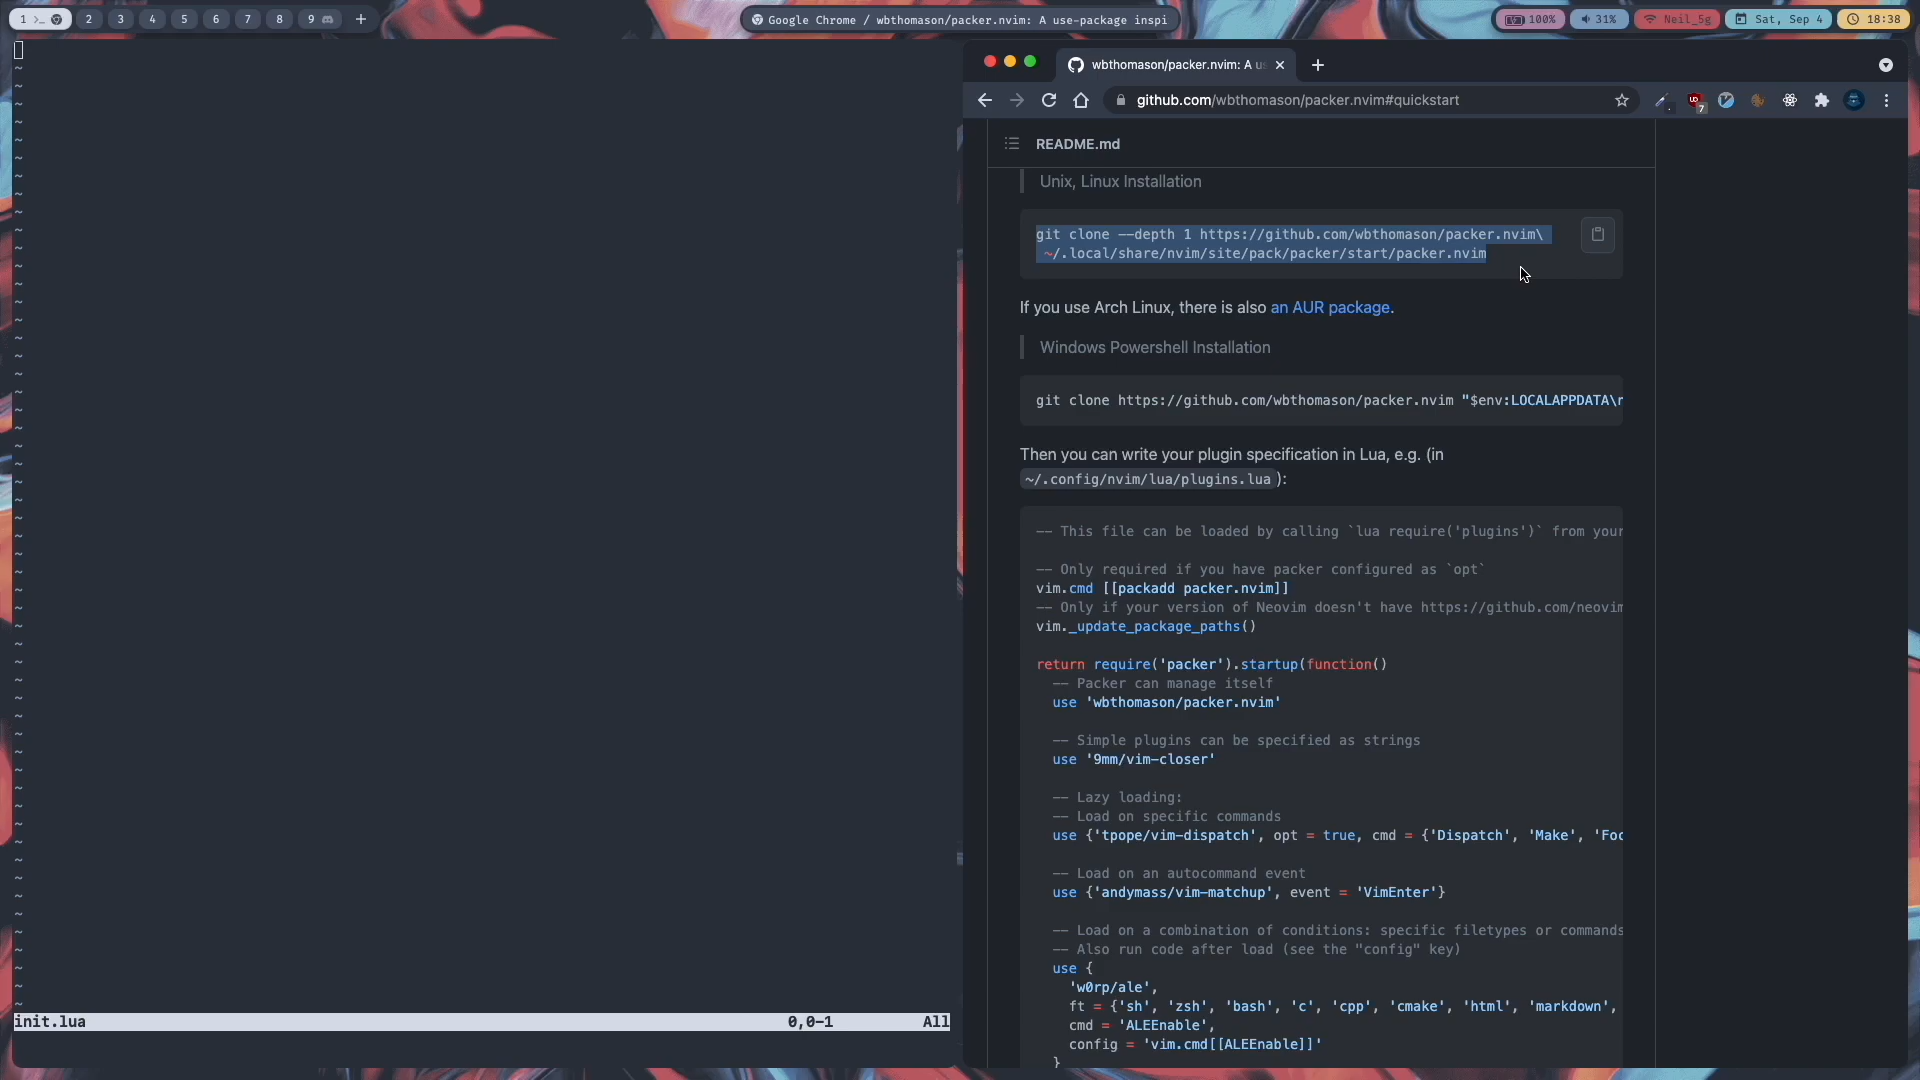 1 >_
2
3
4
5
6
7
8
9
+
Google Chrome / wbthomason/packer.nvim: A use-package inspi
100%
31%
Neil_5g
Sat, Sep 4
18:38
~
init.lua 0,0-1 All
wbthomason/packer.nvim: A us
github.com/wbthomason/packer.nvim#quickstart
7
README.md
Unix, Linux Installation
git clone --depth 1 https://github.com/wbthomason/packer.nvim\
~/.local/share/nvim/site/pack/packer/start/packer.nvim
If you use Arch Linux, there is also an AUR package.
Windows Powershell Installation
git clone https://github.com/wbthomason/packer.nvim "$env:LOCALAPPDATA\n
Then you can write your plugin specification in Lua, e.g. (in
~/.config/nvim/lua/plugins.lua ):
-- This file can be loaded by calling `lua require('plugins')` from your
-- Only required if you have packer configured as `opt`
vim.cmd [[packadd packer.nvim]]
-- Only if your version of Neovim doesn't have https://github.com/neovim
vim._update_package_paths()
return require('packer').startup(function()
-- Packer can manage itself
use 'wbthomason/packer.nvim'
-- Simple plugins can be specified as strings
use '9mm/vim-closer'
-- Lazy loading:
-- Load on specific commands
use {'tpope/vim-dispatch', opt = true, cmd = {'Dispatch', 'Make', 'Foc
-- Load on an autocommand event
use {'andymass/vim-matchup', event = 'VimEnter'}
-- Load on a combination of conditions: specific filetypes or commands
-- Also run code after load (see the "config" key)
use {
'w0rp/ale',
ft = {'sh', 'zsh', 'bash', 'c', 'cpp', 'cmake', 'html', 'markdown',
cmd = 'ALEEnable',
config = 'vim.cmd[[ALEEnable]]'
}